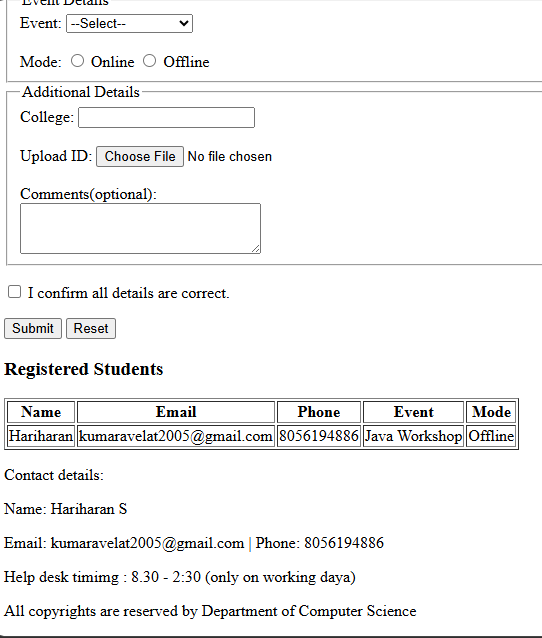 Event Details
Event: --Select--
Mode: Online Offline
Additional Details
College:
Upload ID: Choose File No file chosen
Comments(optional):
I confirm all details are correct.
Submit Reset
Registered Students
Name Email Phone Event Mode
Hariharan kumaravelat2005@gmail.com 8056194886 Java Workshop Offline
Contact details:
Name: Hariharan S
Email: kumaravelat2005@gmail.com | Phone: 8056194886
Help desk timimg : 8.30 - 2:30 (only on working daya)
All copyrights are reserved by Department of Computer Science